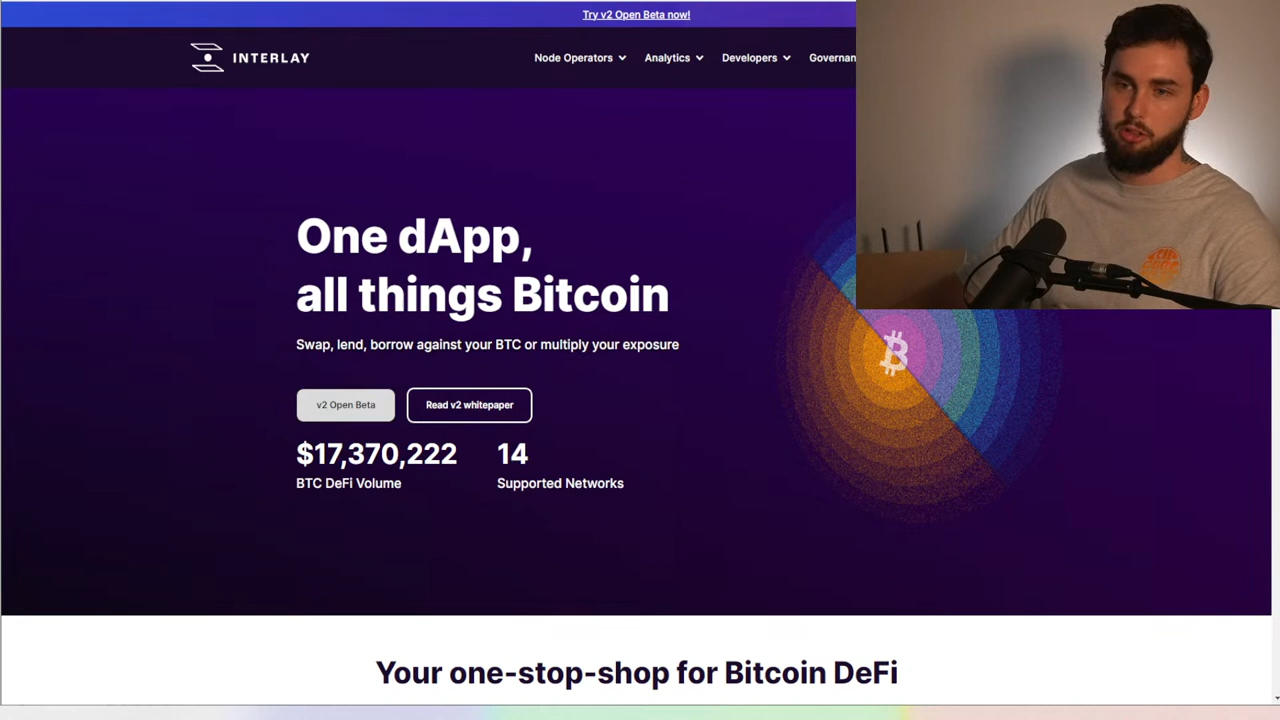 Try v2 Open Beta now!
INTERLAY
Node Operators
Analytics
Developers
Governan
One dApp,
all things Bitcoin
Swap, lend, borrow against your BTC or multiply your exposure
v2 Open Beta
Read v2 whitepaper
$17,370,222
14
BTC DeFi Volume
Supported Networks
Your one-stop-shop for Bitcoin DeFi